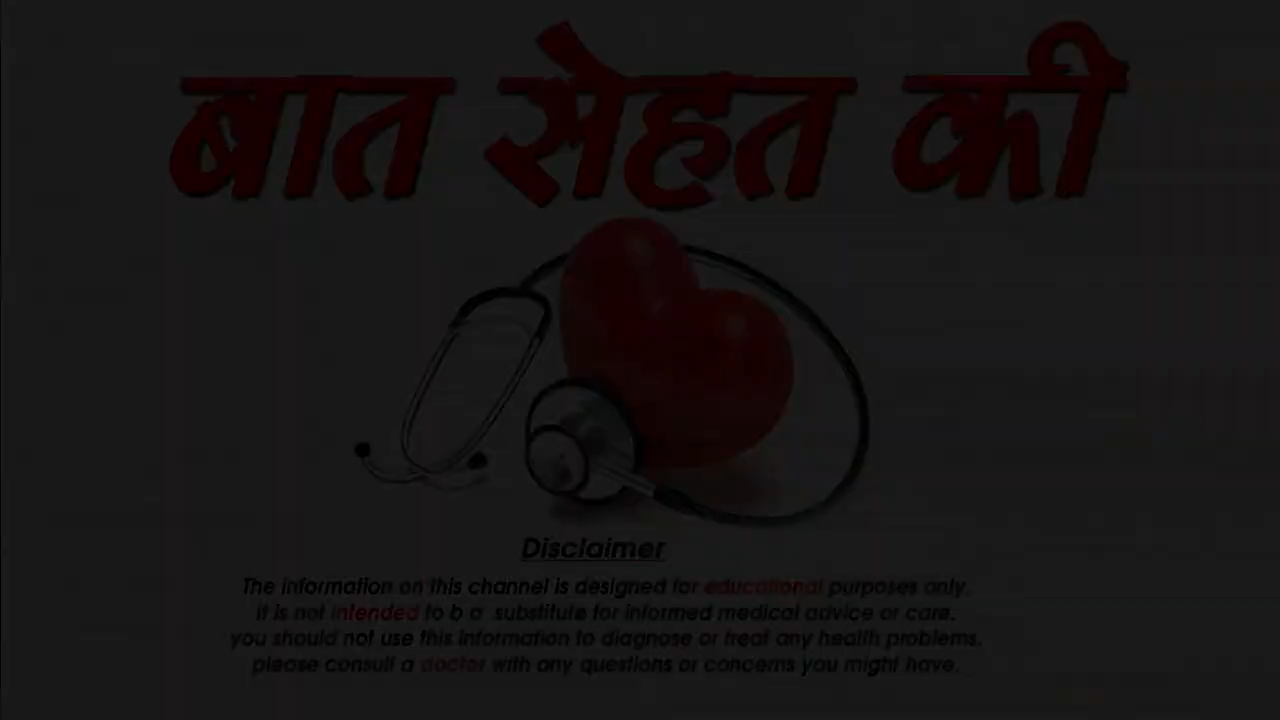 बात सेहत की
Disclaimer
The information on this channel is designed for educational purposes only.
it is not intended to b a substitute for informed medical advice or care.
you should not use this information to diagnose or treat any health problems.
please consult a doctor with any questions or concerns you might have.